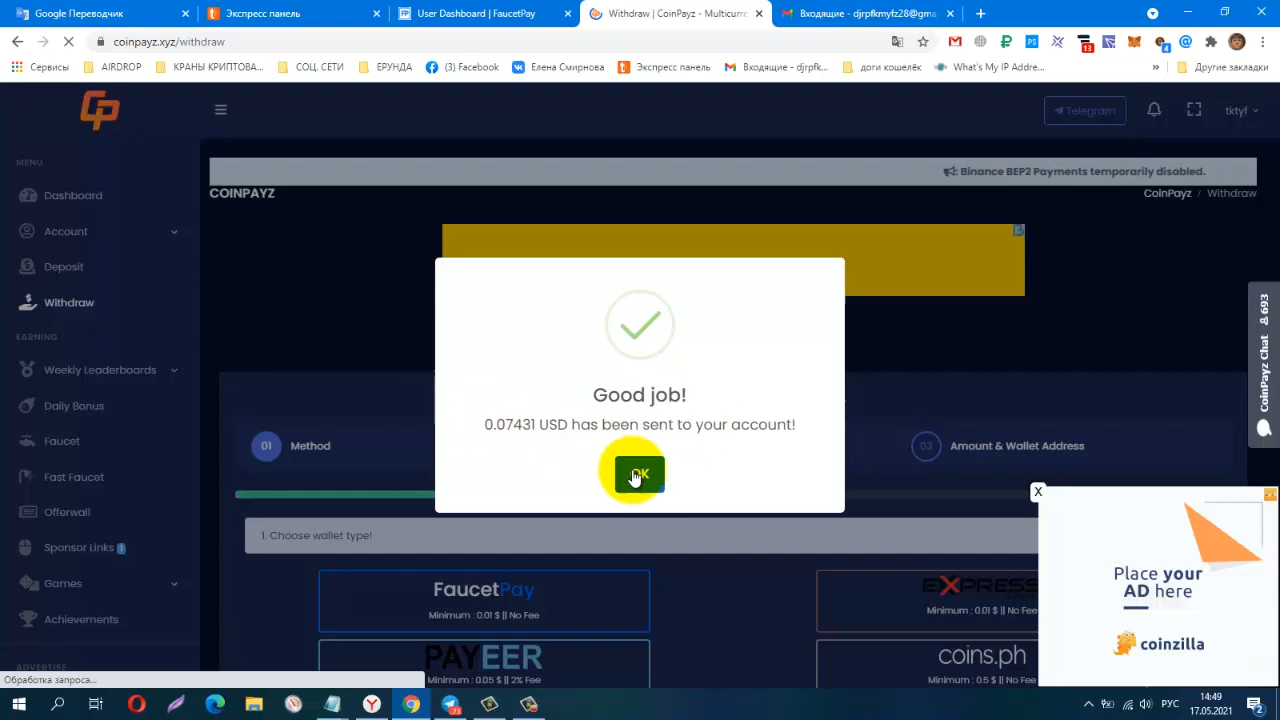 Google Переводчик
Экспресс панель
User Dashboard | FaucetPay
Withdraw | CoinPayz - Multicurre
Входящие - djrpfkmyfz28@gma
coinpayz.xyz/withdraw
13
4
Сервисы
AIRDROP
КРАНЫ КРИПТОВА...
СОЦ. СЕТИ
ЕРУНДА
(3) Facebook
Елена Смирнова
Экспресс панель
Входящие - djrpfk...
доги кошелёк
What's My IP Addre...
»
Другие закладки
Telegram
tktyf
MENU
Binance BEP2 Payments temporarily disabled.
COINPAYZ
CoinPayz / Withdraw
Dashboard
Account
Deposit
Withdraw
EARNING
Weekly Leaderboards
Daily Bonus
Faucet
Fast Faucet
Offerwall
Sponsor Links 1
Games
Achievements
ADVERTISE
Good job!
0.07431 USD has been sent to your account!
OK
01 Method
03 Amount & Wallet Address
1. Choose wallet type!
FaucetPay
Minimum : 0.01 $ || No Fee
EXPRESS
Minimum : 0.01 $ || No Fee
PAYEER
Minimum : 0.05 $ || 2% Fee
coins.ph
Minimum : 0.5 $ || No Fee
CoinPayz Chat 693
X
Place your
AD here
coinzilla
Обработка запроса...
23
РУС
14:49
17.05.2021
2